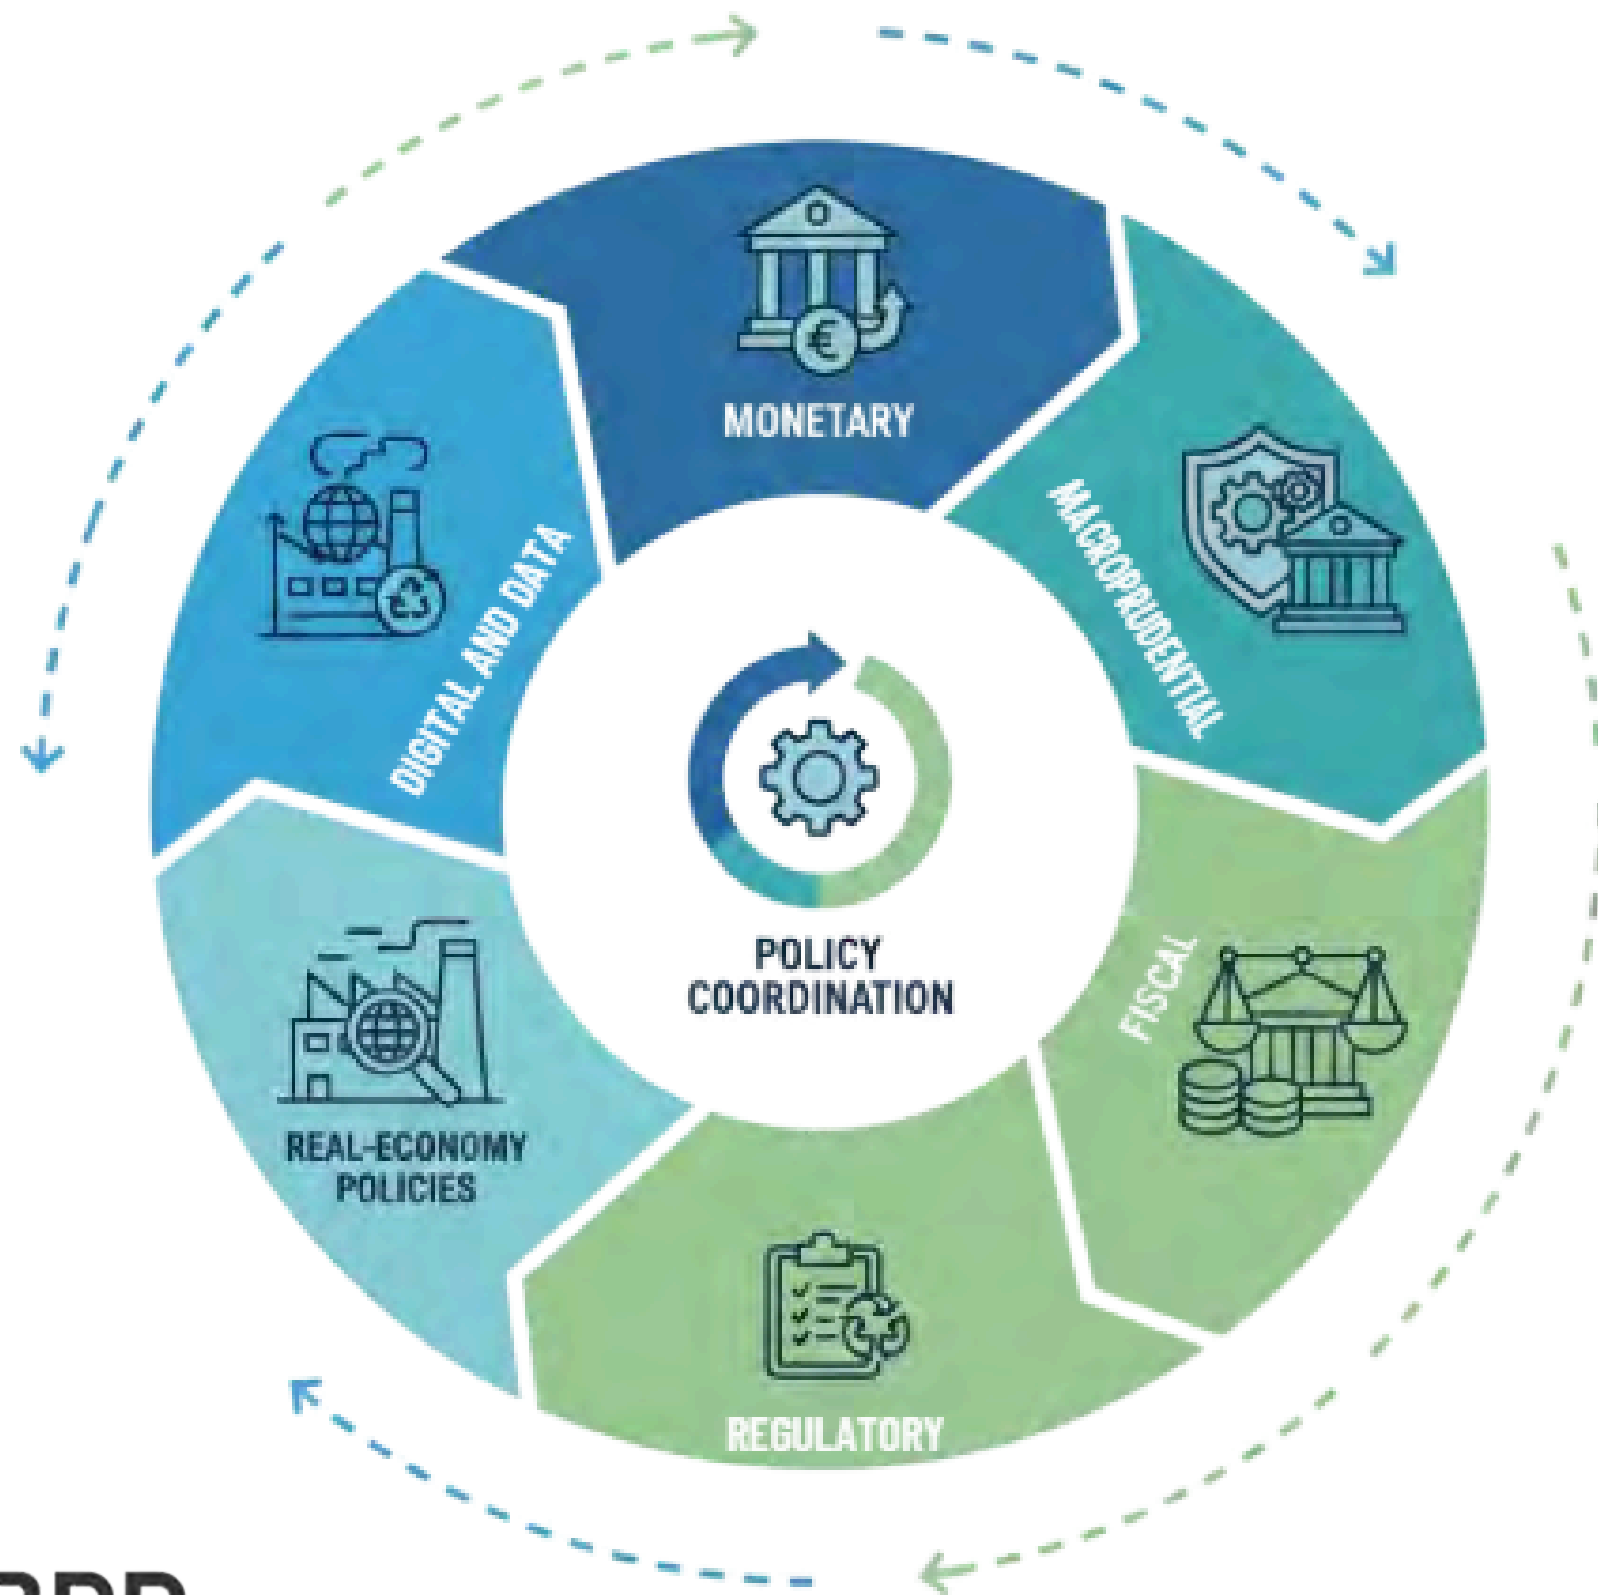 MONETARY
MACROPRUDENTIAL
FISCAL
REGULATORY
REAL-ECONOMY
POLICIES
DIGITAL AND DATA
POLICY
COORDINATION
€